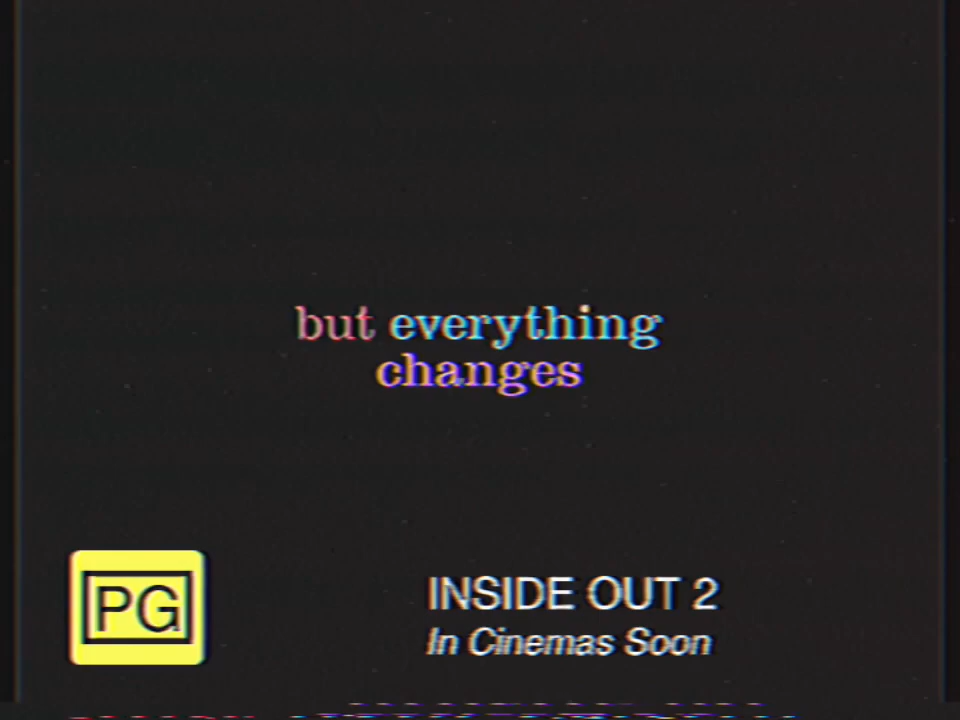 but everything
changes
PG
INSIDE OUT 2
In Cinemas Soon